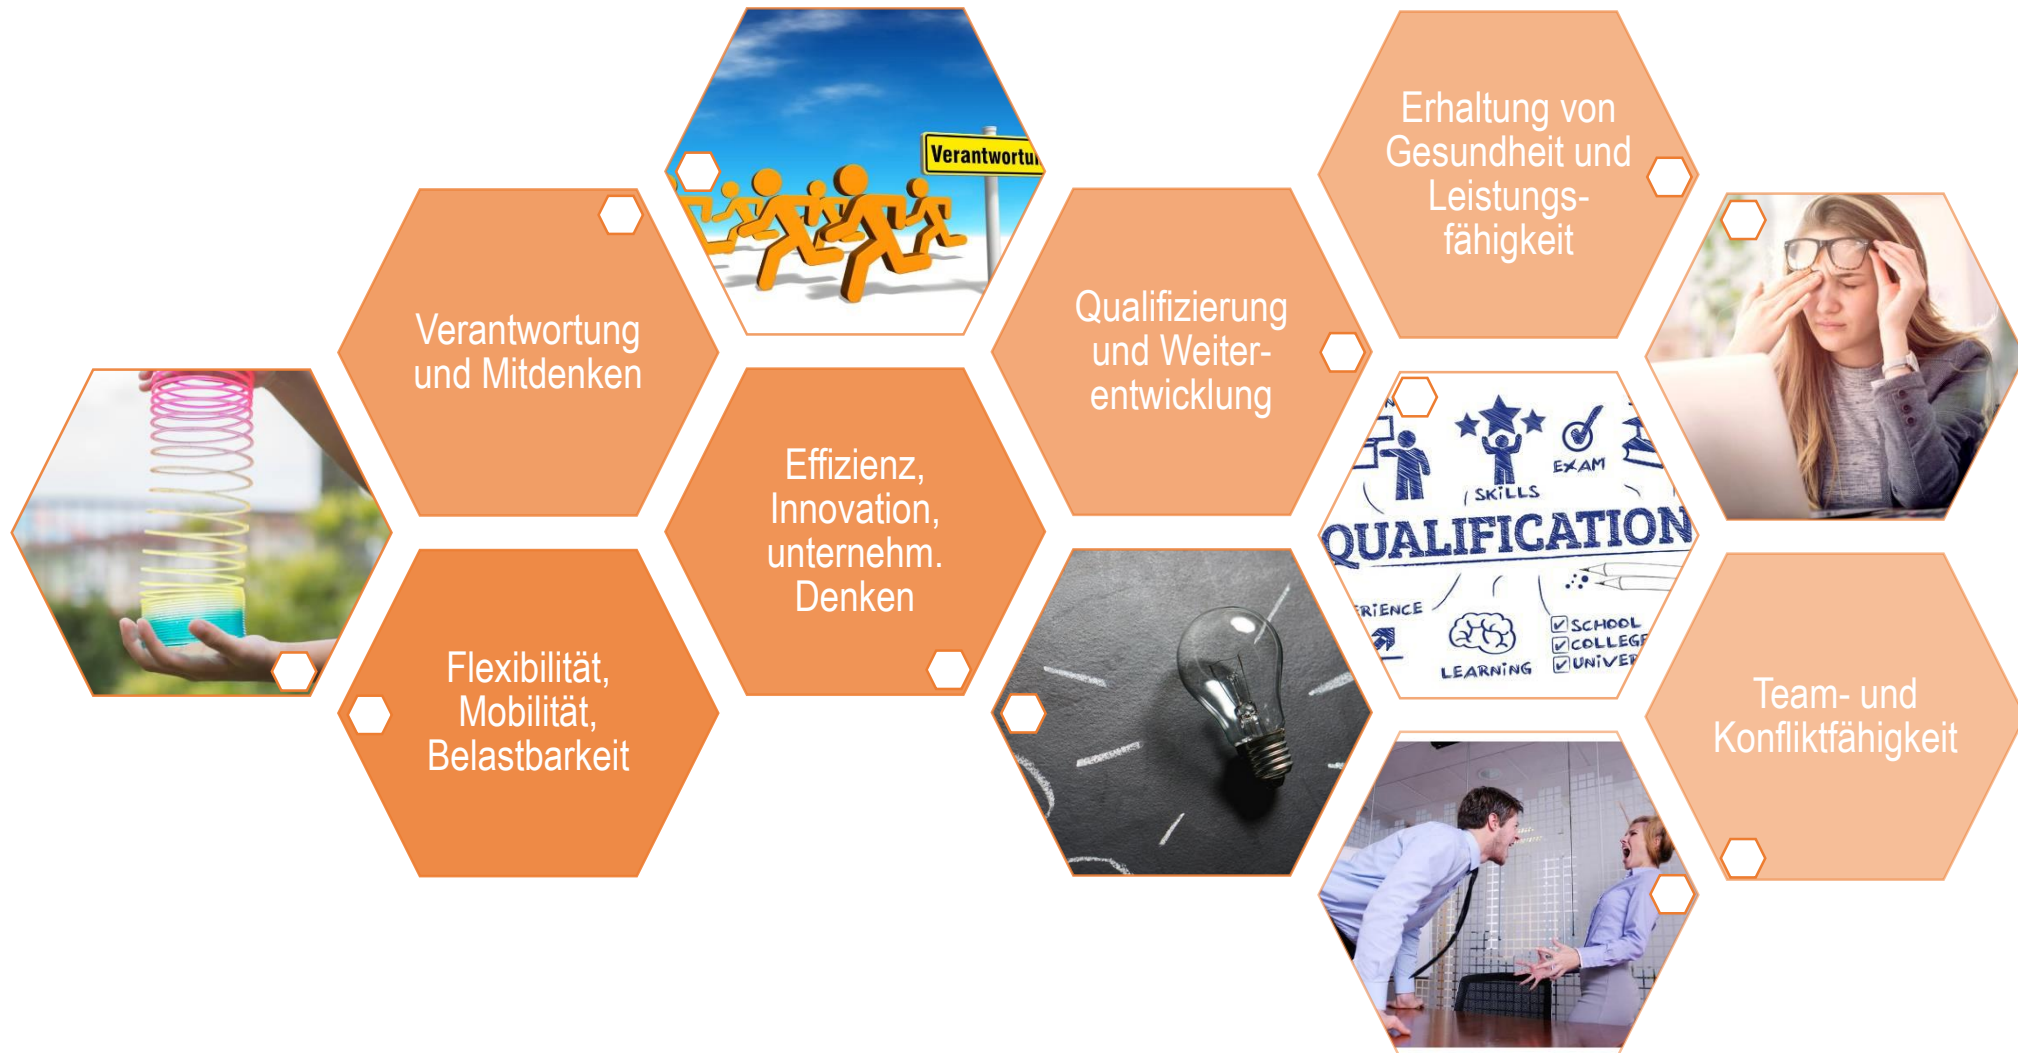 Verantwortu
Erhaltung von
Gesundheit und
Leistungs-
fähigkeit
Verantwortung
und Mitdenken
Qualifizierung
und Weiter-
entwicklung
Effizienz,
Innovation,
unternehm.
Denken
EXAM
SKiLLS
QUALIFICATION
RiENCE
LEARNiNG
SCHOOL
COLLEGE
UNiVER
Flexibilität,
Mobilität,
Belastbarkeit
Team- und
Konfliktfähigkeit